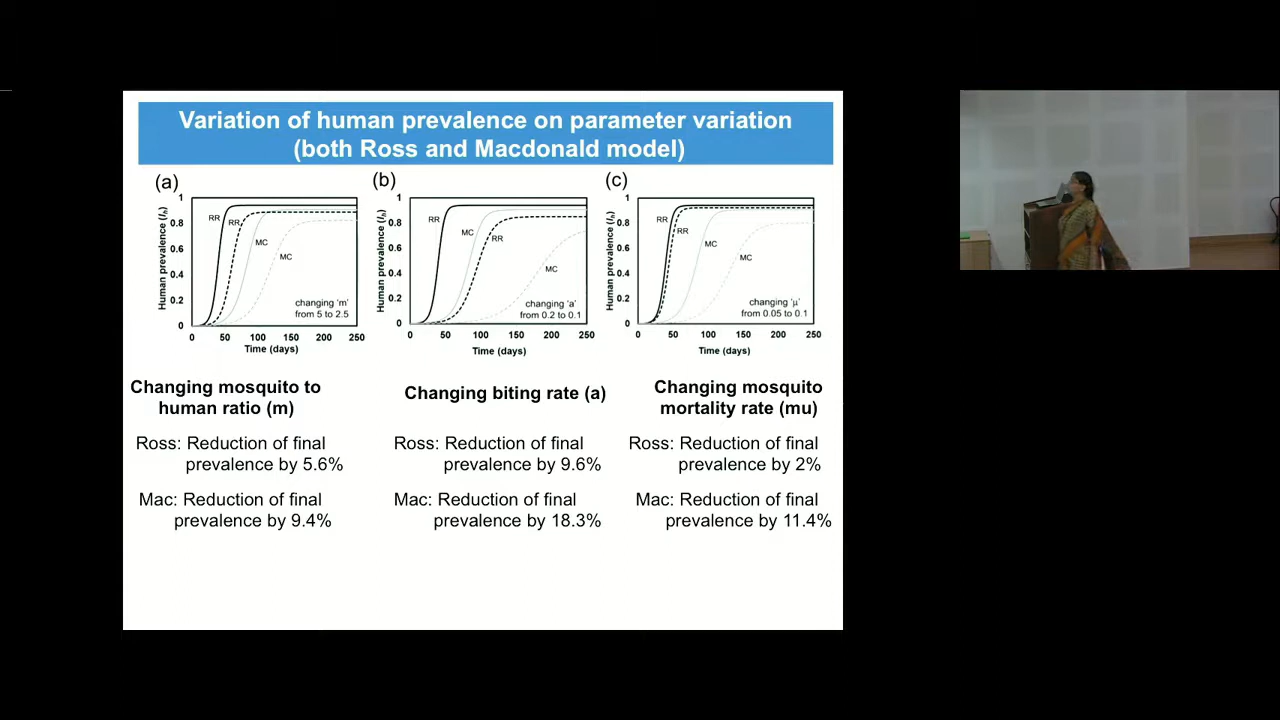 Variation of human prevalence on parameter variation
(both Ross and Macdonald model)
(a)
Human prevalence (Ih)
1
0.8
0.6
0.4
0.2
0
RR
RR
MC
MC
changing 'm'
from 5 to 2.5
0 50 100 150 200 250
Time (days)
(b)
Human prevalence (Ih)
1
0.8
0.6
0.4
0.2
0
RR
MC
RR
MC
changing 'a'
from 0.2 to 0.1
0 50 100 150 200 250
Time (days)
(c)
Human prevalence (Ih)
1
0.8
0.6
0.4
0.2
0
RR
RR
MC
MC
changing 'μ'
from 0.05 to 0.1
0 50 100 150 200 250
Time (days)
Changing mosquito to
human ratio (m)
Ross: Reduction of final
prevalence by 5.6%
Mac: Reduction of final
prevalence by 9.4%
Changing biting rate (a)
Ross: Reduction of final
prevalence by 9.6%
Mac: Reduction of final
prevalence by 18.3%
Changing mosquito
mortality rate (mu)
Ross: Reduction of final
prevalence by 2%
Mac: Reduction of final
prevalence by 11.4%